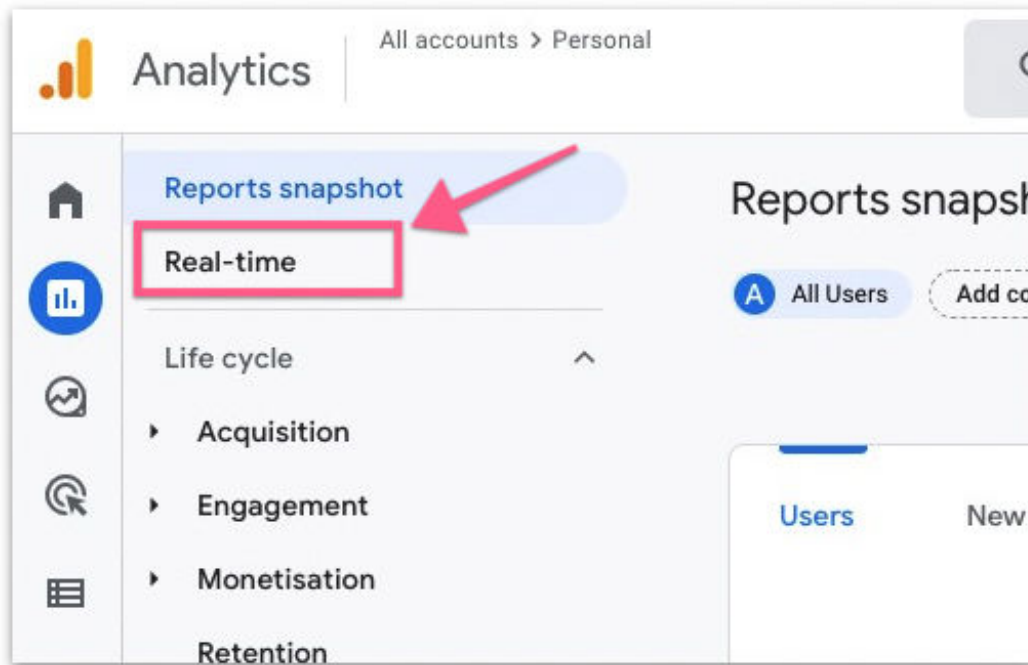 Analytics
All accounts > Personal
Reports snapshot
Real-time
Life cycle
Acquisition
Engagement
Monetisation
Retention
Reports snapsh
A All Users
Add co
Users
New